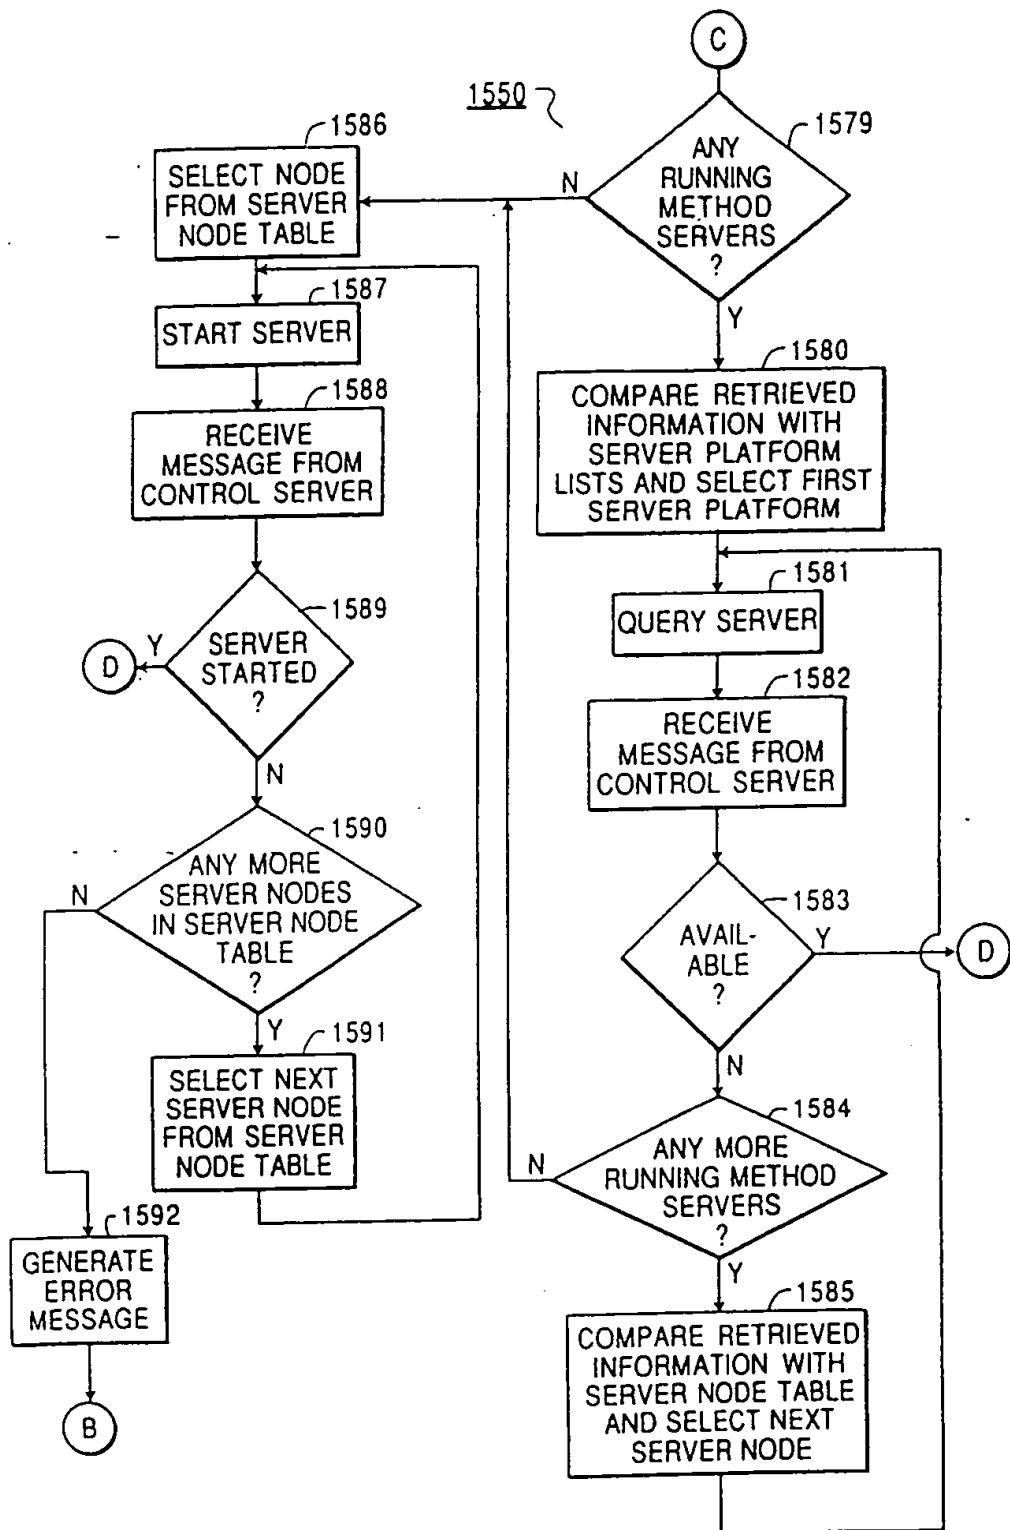 C
1550
1579
ANY
RUNNING
METHOD
SERVERS
?
N
Y
1586
SELECT NODE
FROM SERVER
NODE TABLE
1587
START SERVER
1588
RECEIVE
MESSAGE FROM
CONTROL SERVER
1589
SERVER
STARTED
?
Y
D
N
1590
ANY MORE
SERVER NODES
IN SERVER NODE
TABLE
?
N
Y
1591
SELECT NEXT
SERVER NODE
FROM SERVER
NODE TABLE
1592
GENERATE
ERROR
MESSAGE
B
1580
COMPARE RETRIEVED
INFORMATION WITH
SERVER PLATFORM
LISTS AND SELECT FIRST
SERVER PLATFORM
1581
QUERY SERVER
1582
RECEIVE
MESSAGE FROM
CONTROL SERVER
1583
AVAIL-
ABLE
?
Y
D
N
1584
ANY MORE
RUNNING METHOD
SERVERS
?
N
Y
1585
COMPARE RETRIEVED
INFORMATION WITH
SERVER NODE TABLE
AND SELECT NEXT
SERVER NODE